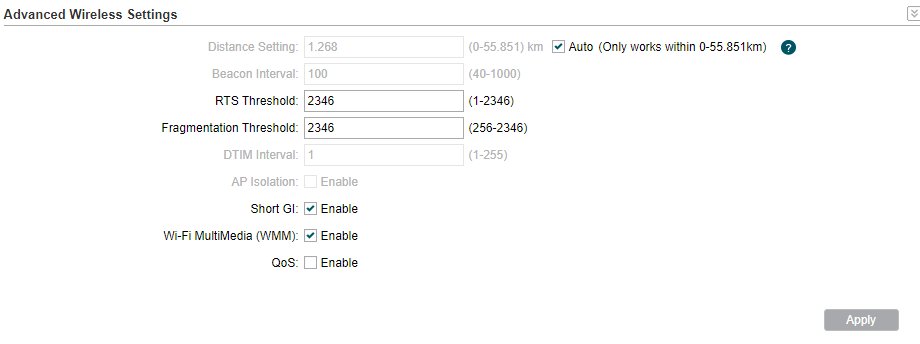 Advanced Wireless Settings
Distance Setting: 1.268 (0-55.851) km Auto (Only works within 0-55.851km) ?
Beacon Interval: 100 (40-1000)
RTS Threshold: 2346 (1-2346)
Fragmentation Threshold: 2346 (256-2346)
DTIM Interval: 1 (1-255)
AP Isolation: Enable
Short GI: Enable
Wi-Fi MultiMedia (WMM): Enable
QoS: Enable
Apply